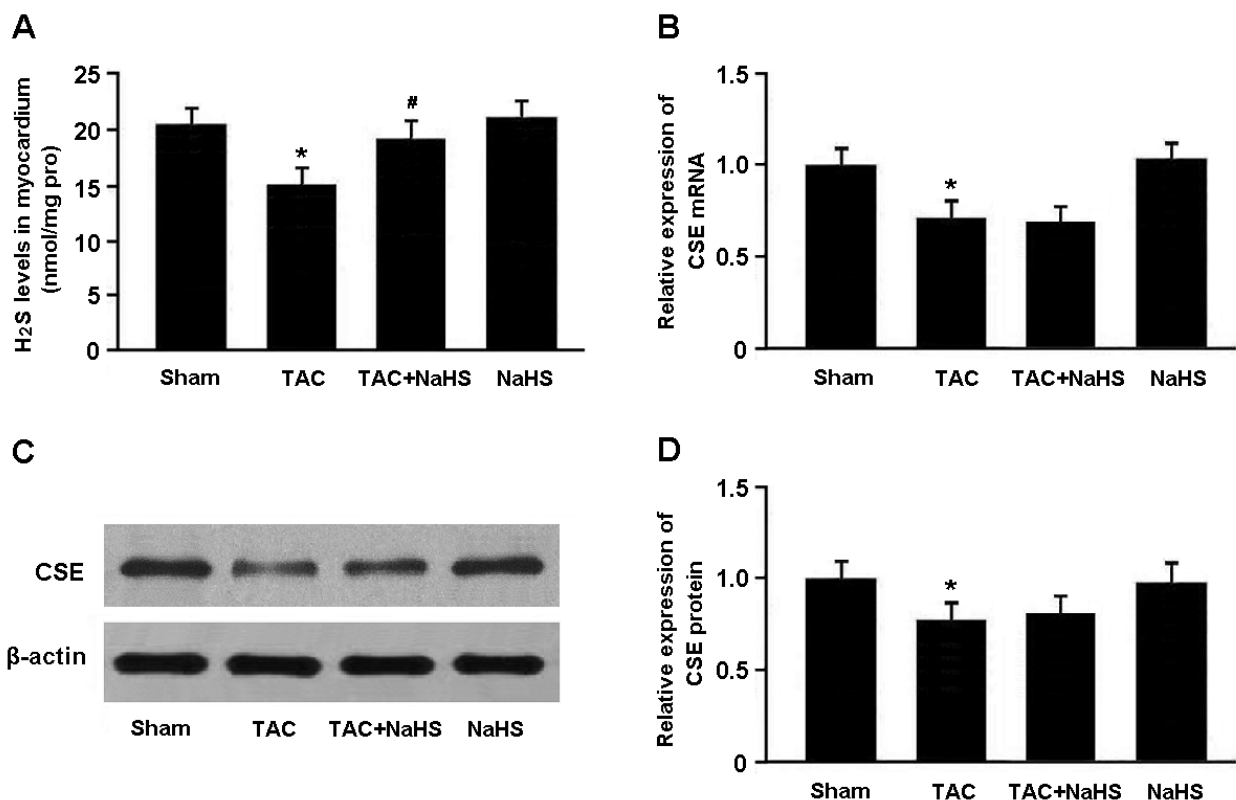 A
H2S levels in myocardium
(nmol/mg pro)
25
20
15
10
5
0
*
#
Sham TAC TAC+NaHS NaHS
B
Relative expression of
CSE mRNA
1.5
1.0
0.5
0
*
Sham TAC TAC+NaHS NaHS
C
CSE
β-actin
Sham TAC TAC+NaHS NaHS
D
Relative expression of
CSE protein
1.5
1.0
0.5
0
*
Sham TAC TAC+NaHS NaHS